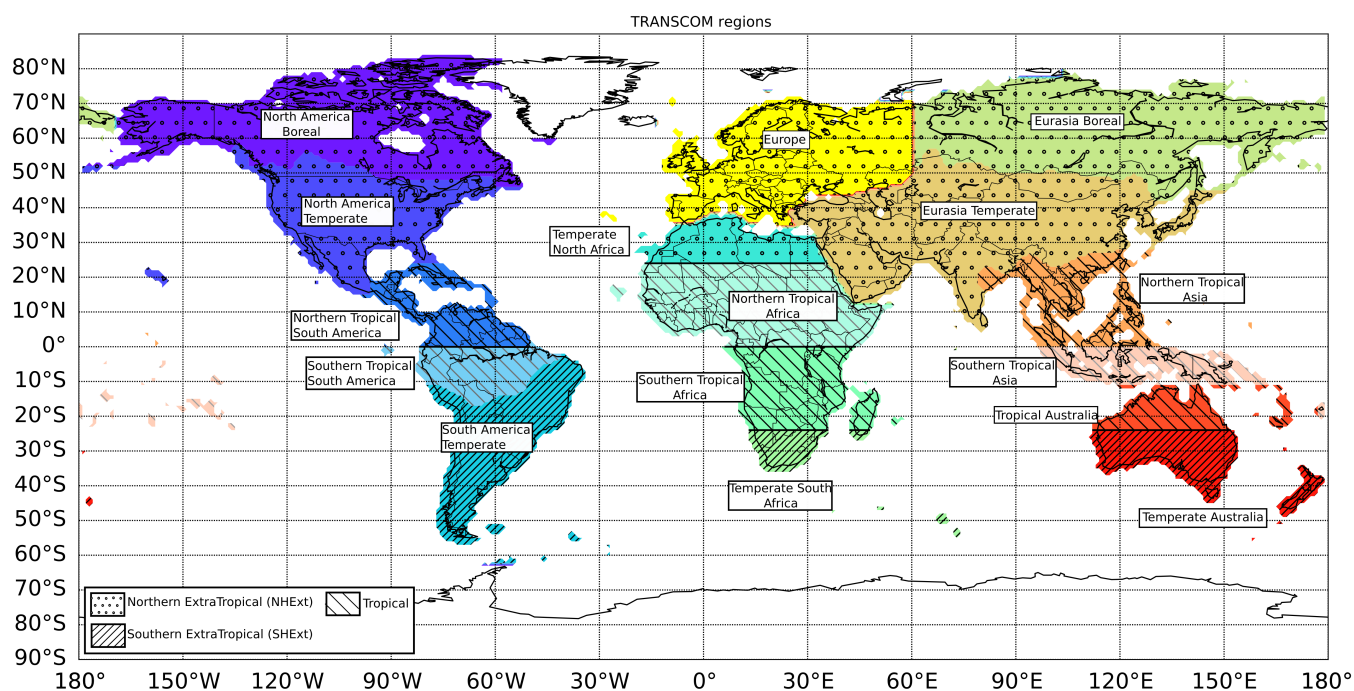 TRANSCOM regions
80°N
70°N
60°N
50°N
40°N
30°N
20°N
10°N
0°
10°S
20°S
30°S
40°S
50°S
60°S
70°S
80°S
90°S
North America
Boreal
North America
Temperate
Northern Tropical
South America
Southern Tropical
South America
South America
Temperate
Europe
Temperate
North Africa
Northern Tropical
Africa
Southern Tropical
Africa
Temperate South
Africa
Eurasia Boreal
Eurasia Temperate
Northern Tropical
Asia
Southern Tropical
Asia
Tropical Australia
Temperate Australia
Northern ExtraTropical (NHExt)
Tropical
Southern ExtraTropical (SHExt)
180° 150°W 120°W 90°W 60°W 30°W 0° 30°E 60°E 90°E 120°E 150°E 180°